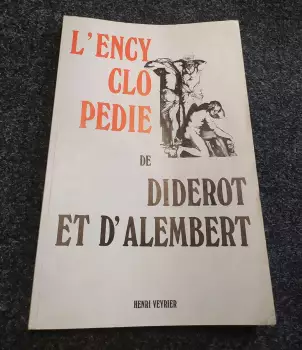 L'ENCY
CLO
PEDIE
DE
DIDEROT
ET D'ALEMBERT
HENRI VEYRIER